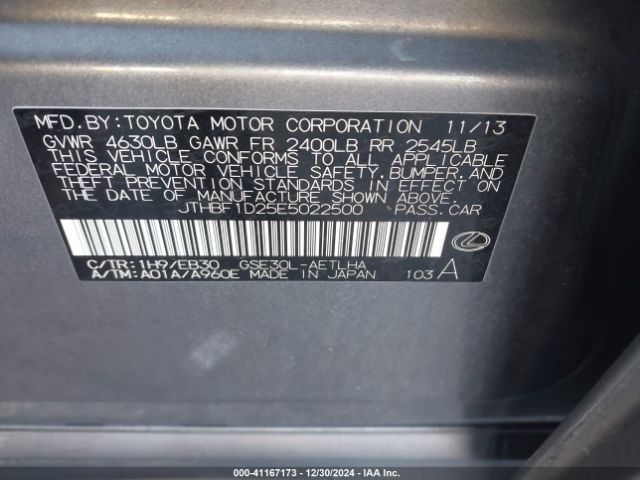 MFD.BY:TOYOTA MOTOR CORPORATION 11/13
GVWR 4630LB GAWR FR 2400LB RR 2545LB
THIS VEHICLE CONFORMS TO ALL APPLICABLE
FEDERAL MOTOR VEHICLE SAFETY,BUMPER,AND
THEFT PREVENTION STANDARDS IN EFFECT ON
THE DATE OF MANUFACTURE SHOWN ABOVE.
JTHBF1D25E5022500 PASS.CAR
C/TR:1H9/EB30 GSE30L-AETLHA
A/TM:A01A/A960E MADE IN JAPAN 103 A
000-41167173 - 12/30/2024 - IAA Inc.